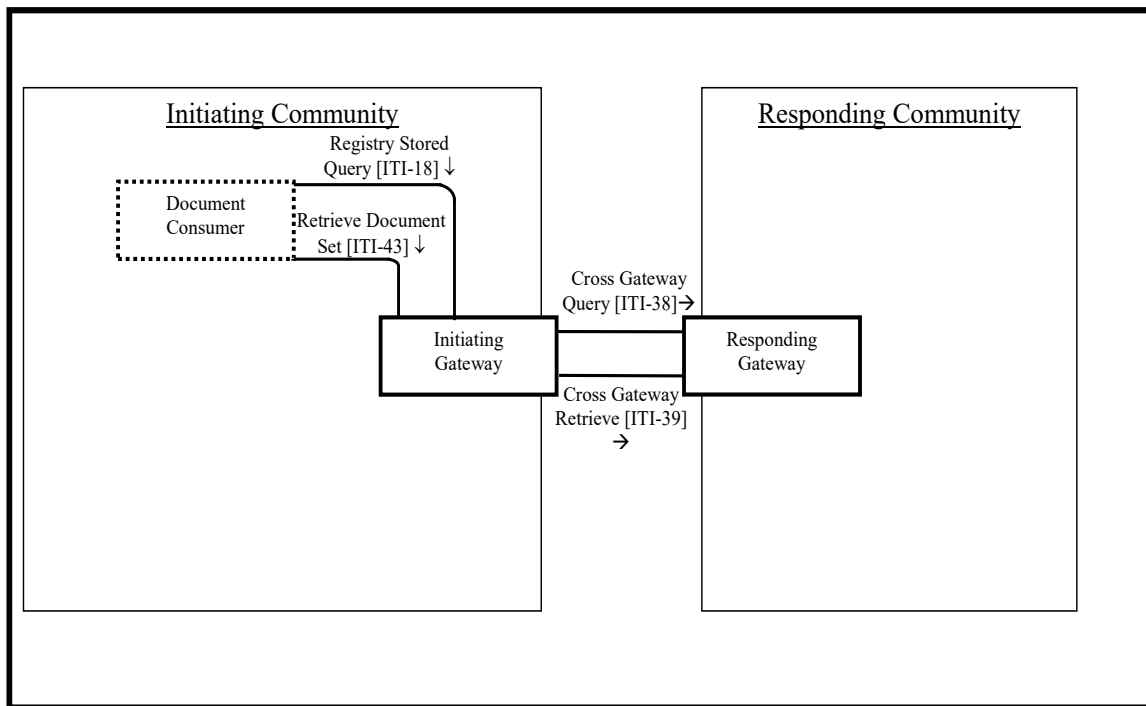 Initiating Community
Responding Community
Registry Stored
Query [ITI-18] ↓
Document
Consumer
Retrieve Document
Set [ITI-43] ↓
Cross Gateway
Query [ITI-38]→
Initiating
Gateway
Responding
Gateway
Cross Gateway
Retrieve [ITI-39]
→